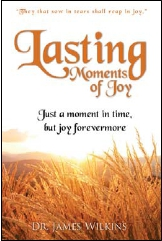 "They that sow in tears shall reap in joy."
Lasting
Moments
of Joy
Just a moment in time,
but joy forevermore
DR. JAMES WILKINS